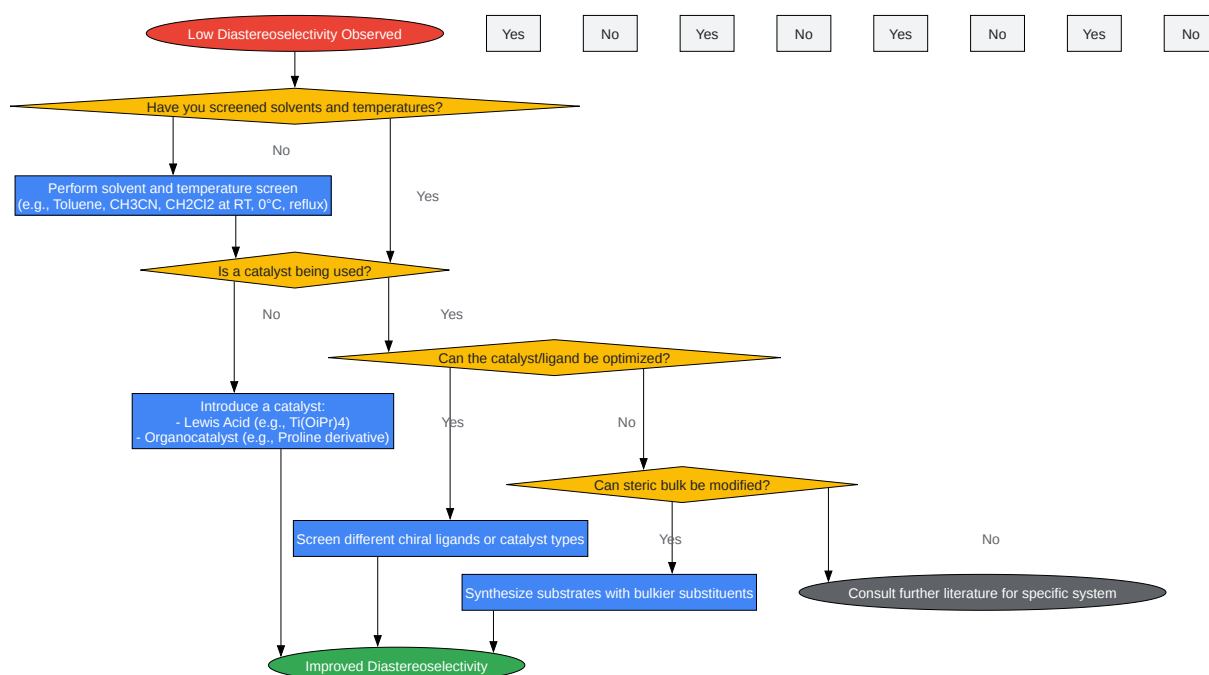 Low Diastereoselectivity Observed
Yes
No
Yes
No
Yes
No
Yes
No
Have you screened solvents and temperatures?
No
Perform solvent and temperature screen
(e.g., Toluene, CH3CN, CH2Cl2 at RT, 0°C, reflux)
Yes
Is a catalyst being used?
No
Yes
Can the catalyst/ligand be optimized?
Introduce a catalyst:
- Lewis Acid (e.g., Ti(OiPr)4)
- Organocatalyst (e.g., Proline derivative)
Yes
No
Can steric bulk be modified?
Screen different chiral ligands or catalyst types
Yes
No
Synthesize substrates with bulkier substituents
Consult further literature for specific system
Improved Diastereoselectivity